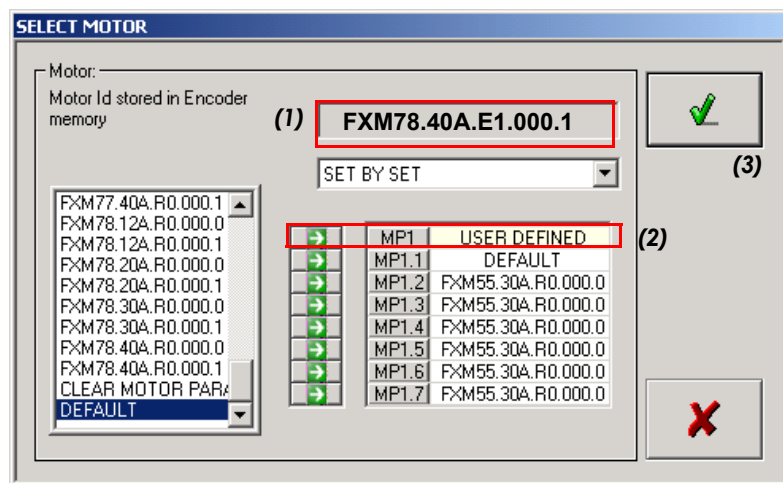 SELECT MOTOR
Motor:
Motor Id stored in Encoder
memory
(1)
FXM78.40A.E1.000.1
(3)
SET BY SET
FXM77.40A.R0.000.1
FXM78.12A.R0.000.0
FXM78.12A.R0.000.1
FXM78.20A.R0.000.0
FXM78.20A.R0.000.1
FXM78.30A.R0.000.0
FXM78.30A.R0.000.1
FXM78.40A.R0.000.0
FXM78.40A.R0.000.1
CLEAR MOTOR PARA
DEFAULT
MP1 USER DEFINED (2)
MP1.1 DEFAULT
MP1.2 FXM55.30A.R0.000.0
MP1.3 FXM55.30A.R0.000.0
MP1.4 FXM55.30A.R0.000.0
MP1.5 FXM55.30A.R0.000.0
MP1.6 FXM55.30A.R0.000.0
MP1.7 FXM55.30A.R0.000.0